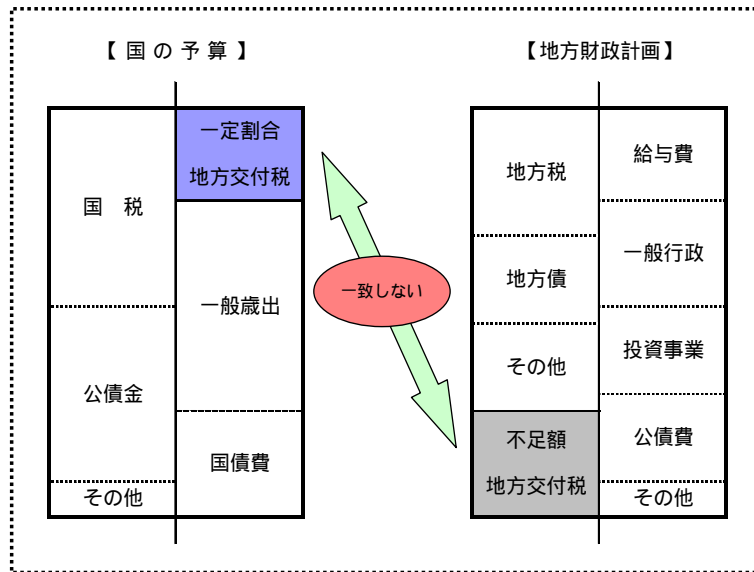 【 国 の 予 算 】
国　税
公債金
その他
一定割合
地方交付税
一般歳出
国債費
一致しない
【地方財政計画】
地方税
地方債
その他
不足額
地方交付税
給与費
一般行政
投資事業
公債費
その他